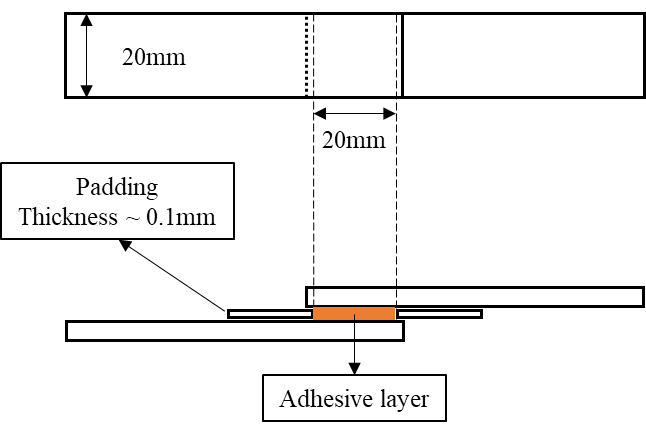 20mm
20mm
Padding
Thickness ~ 0.1mm
Adhesive layer